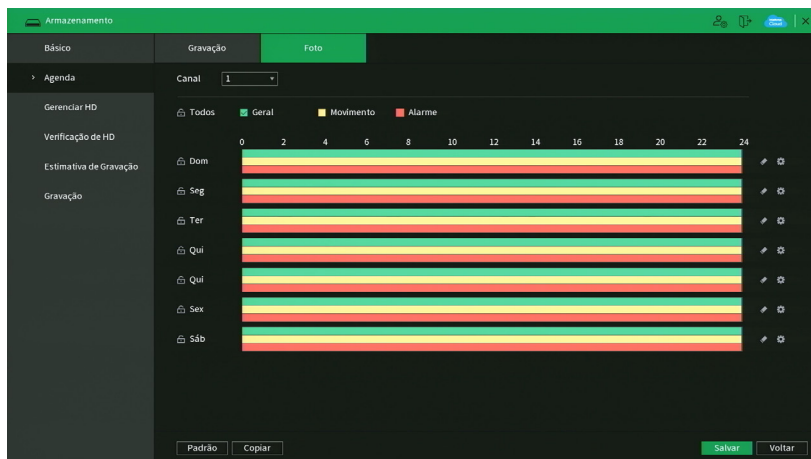 Armazenamento
Básico
Gravação Foto
Agenda
Canal 1
Gerenciar HD
Todos Geral Movimento Alarme
Verificação de HD
0 2 4 6 8 10 12 14 16 18 20 22 24
Dom
Estimativa de Gravação
Seg
Gravação
Ter
Qui
Qui
Sex
Sáb
Padrão Copiar Salvar Voltar